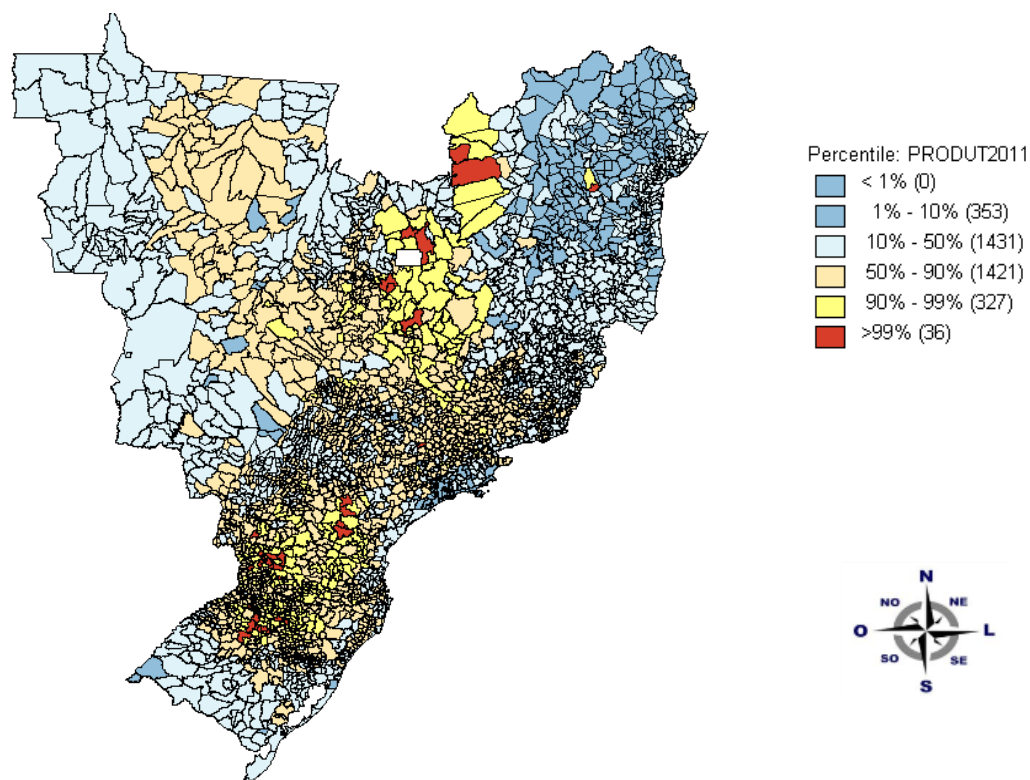 Percentile: PRODUT2011
< 1% (0)
1% - 10% (353)
10% - 50% (1431)
50% - 90% (1421)
90% - 99% (327)
>99% (36)
N
NO NE
O L
SO SE
S